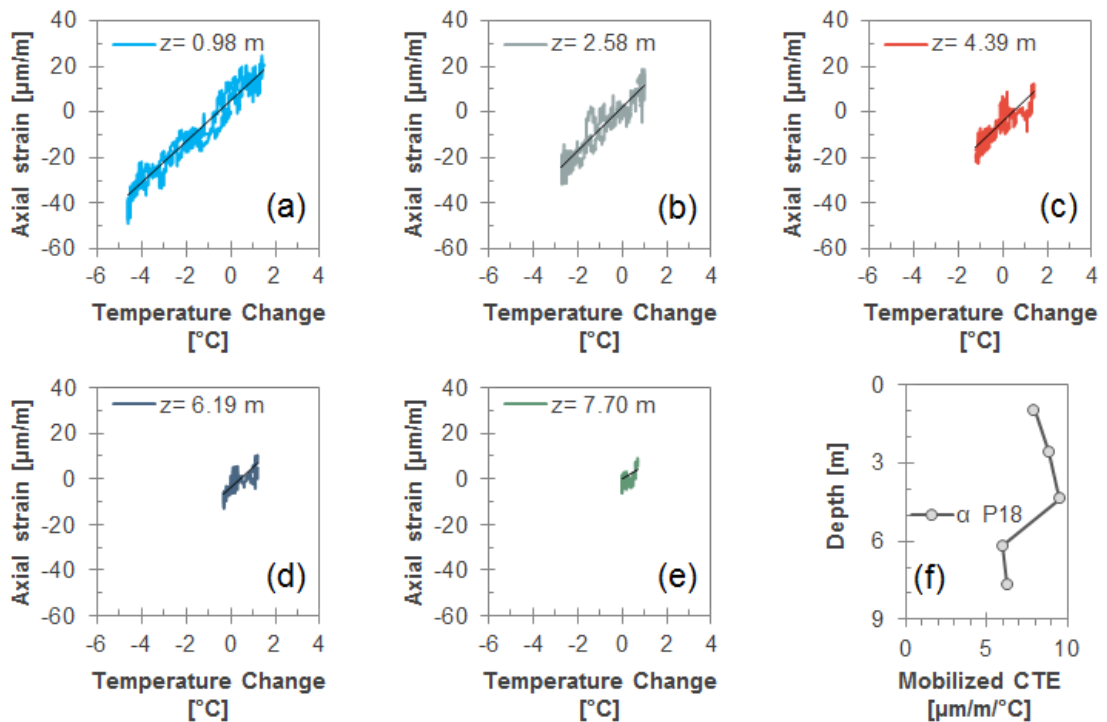 40
20
0
-20
-40
-60
Axial strain [µm/m]
z= 0.98 m
(a)
-6 -4 -2 0 2 4
Temperature Change
[°C]
40
20
0
-20
-40
-60
Axial strain [µm/m]
z= 2.58 m
(b)
-6 -4 -2 0 2 4
Temperature Change
[°C]
40
20
0
-20
-40
-60
Axial strain [µm/m]
z= 4.39 m
(c)
-6 -4 -2 0 2 4
Temperature Change
[°C]
40
20
0
-20
-40
-60
Axial strain [µm/m]
z= 6.19 m
(d)
-6 -4 -2 0 2 4
Temperature Change
[°C]
40
20
0
-20
-40
-60
Axial strain [µm/m]
z= 7.70 m
(e)
-6 -4 -2 0 2 4
Temperature Change
[°C]
0
3
6
9
Depth [m]
α P18
(f)
0 5 10
Mobilized CTE
[µm/m/°C]